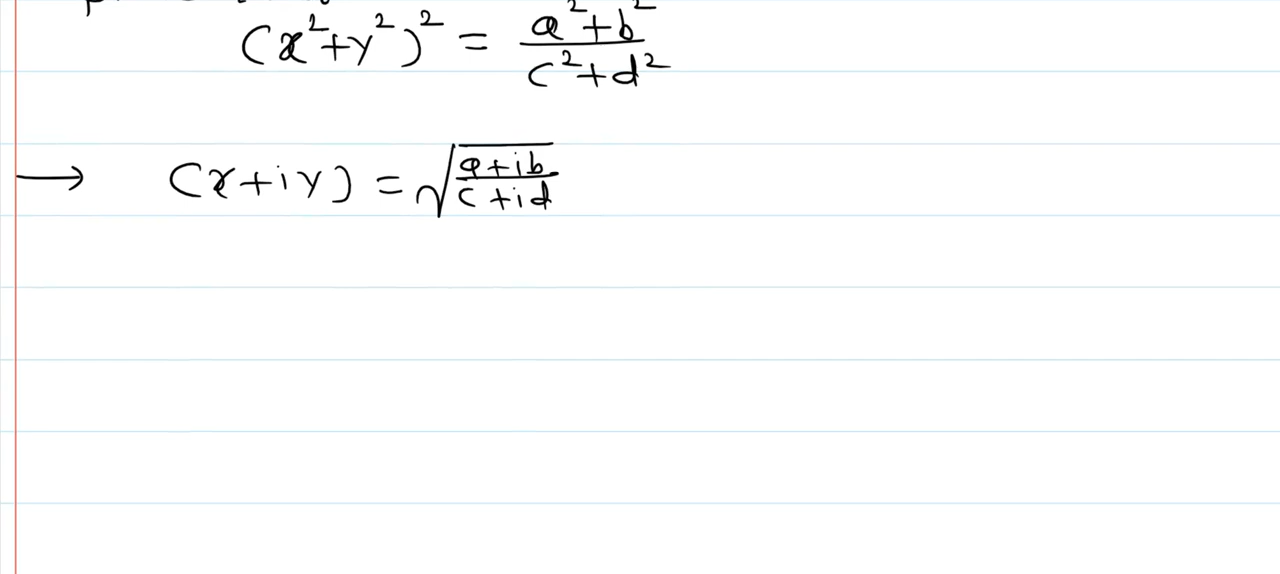 (x²+y²)² = a²+b² / c²+d²
→ (x+iy) = √(a+ib / c+id)